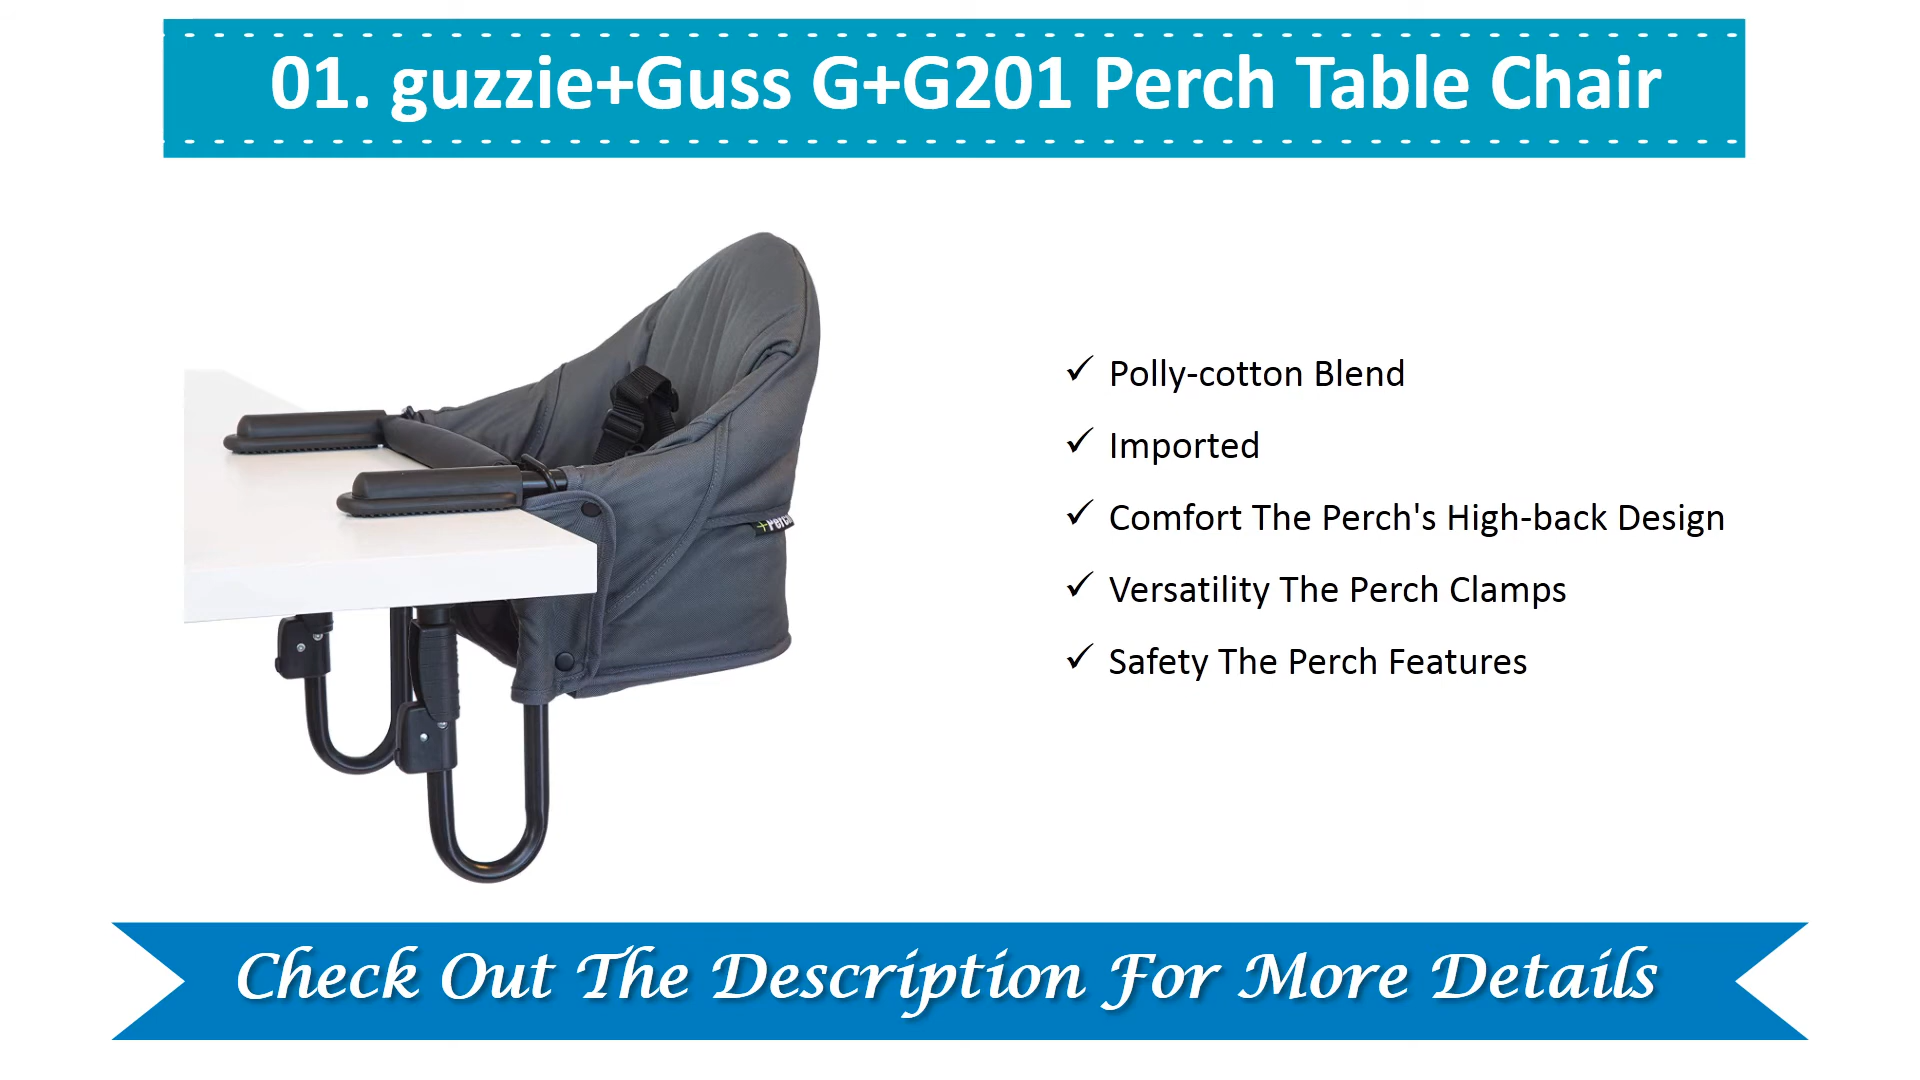 01. guzzie+Guss G+G201 Perch Table Chair
Polly-cotton Blend
Imported
Comfort The Perch's High-back Design
+Perch
Versatility The Perch Clamps
Safety The Perch Features
Check Out The Description For More Details